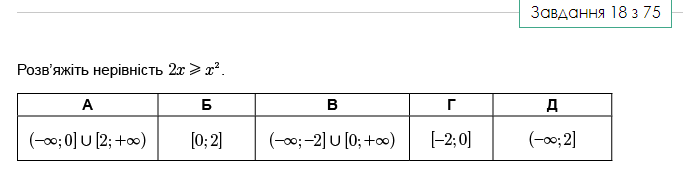 Завдання 18 з 75
Розв'яжіть нерівність 2x ⩾ x².
А Б В Г Д
(−∞; 0] ∪ [2; +∞) [0; 2] (−∞; −2] ∪ [0; +∞) [−2; 0] (−∞; 2]